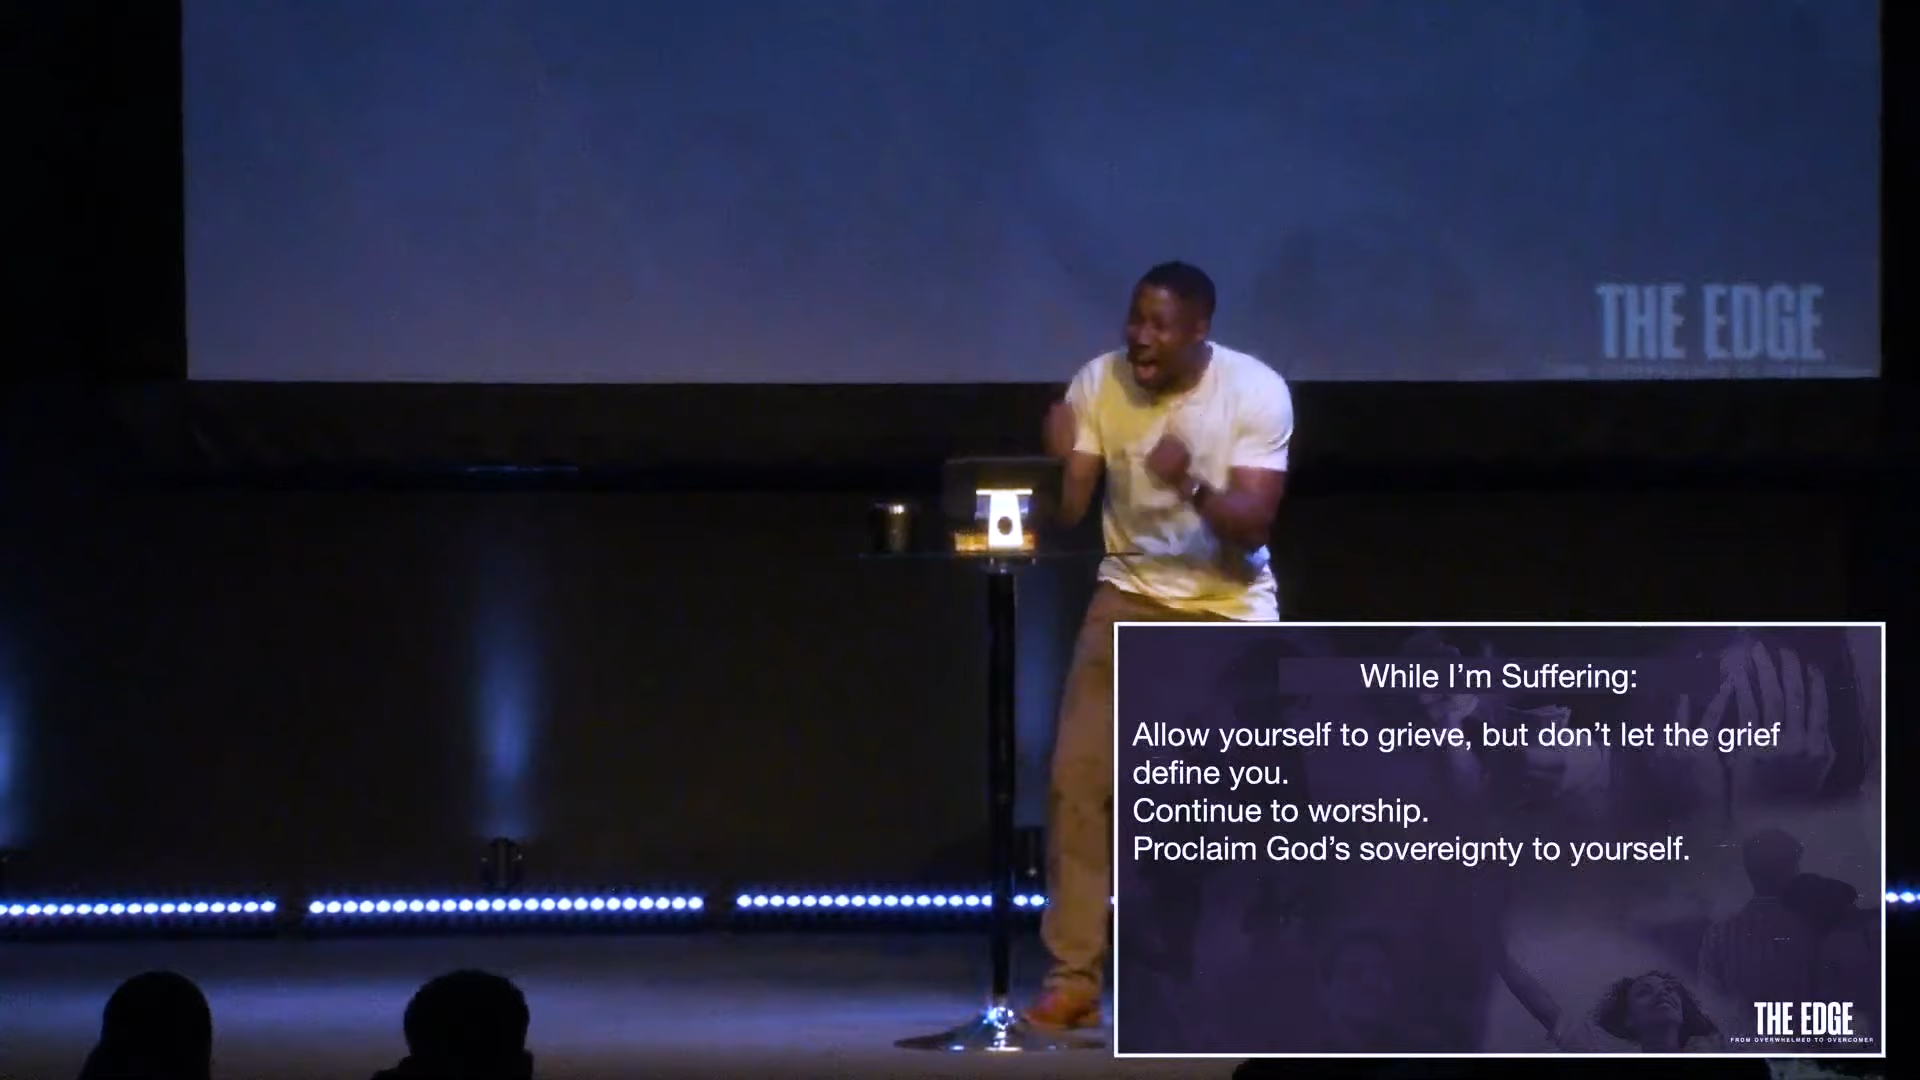 THE EDGE
While I'm Suffering:
Allow yourself to grieve, but don't let the grief
define you.
Continue to worship.
Proclaim God's sovereignty to yourself.
THE EDGE
FROM OVERWHELMED TO OVERCOMER